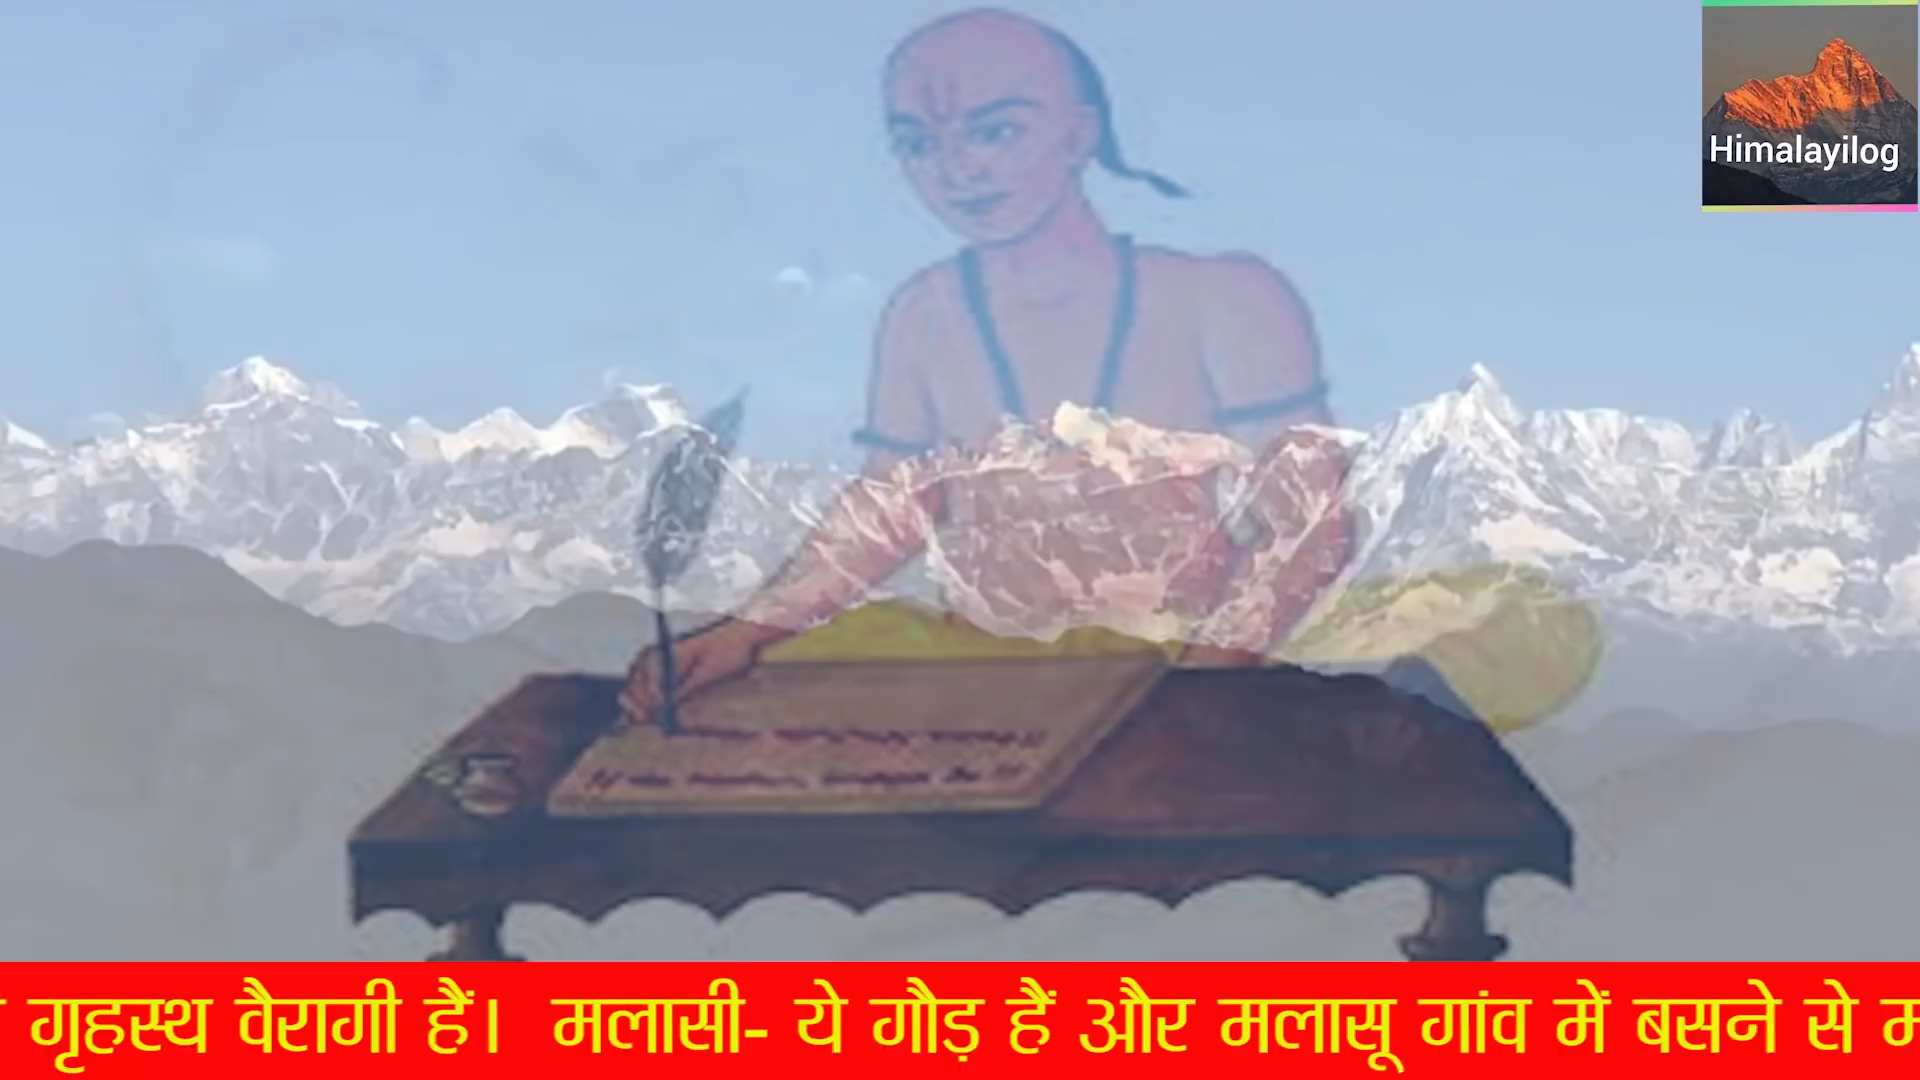 Himalayilog
गृहस्थ वैरागी हैं। मलासी- ये गौड़ हैं और मलासू गांव में बसने से